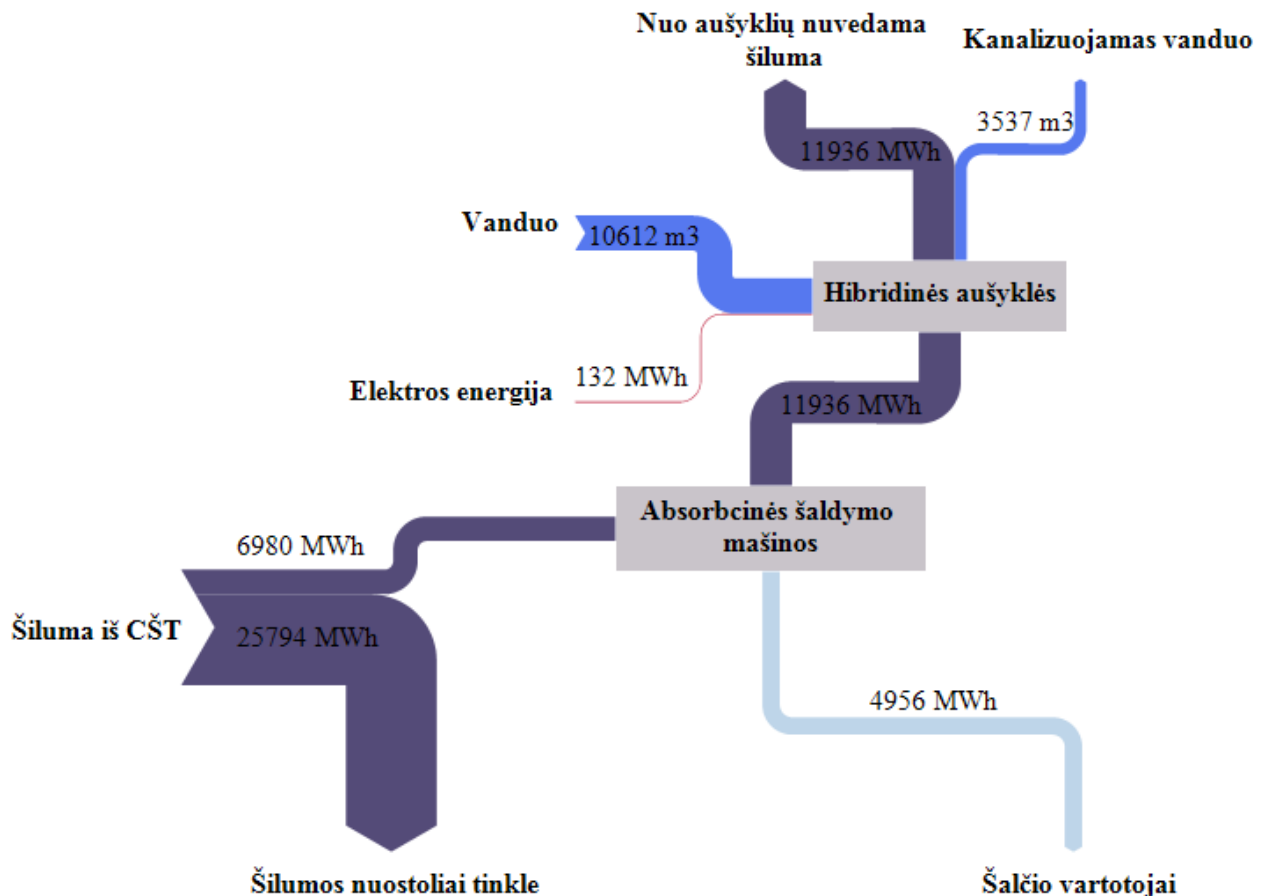 Nuo aušyklių nuvedama
šiluma
Kanalizuojamas vanduo
3537 m3
11936 MWh
Vanduo
10612 m3
Hibridinės aušyklės
Elektros energija
132 MWh
11936 MWh
Absorbcinės šaldymo
mašinos
6980 MWh
Šiluma iš CŠT
25794 MWh
4956 MWh
Šilumos nuostoliai tinkle
Šalčio vartotojai